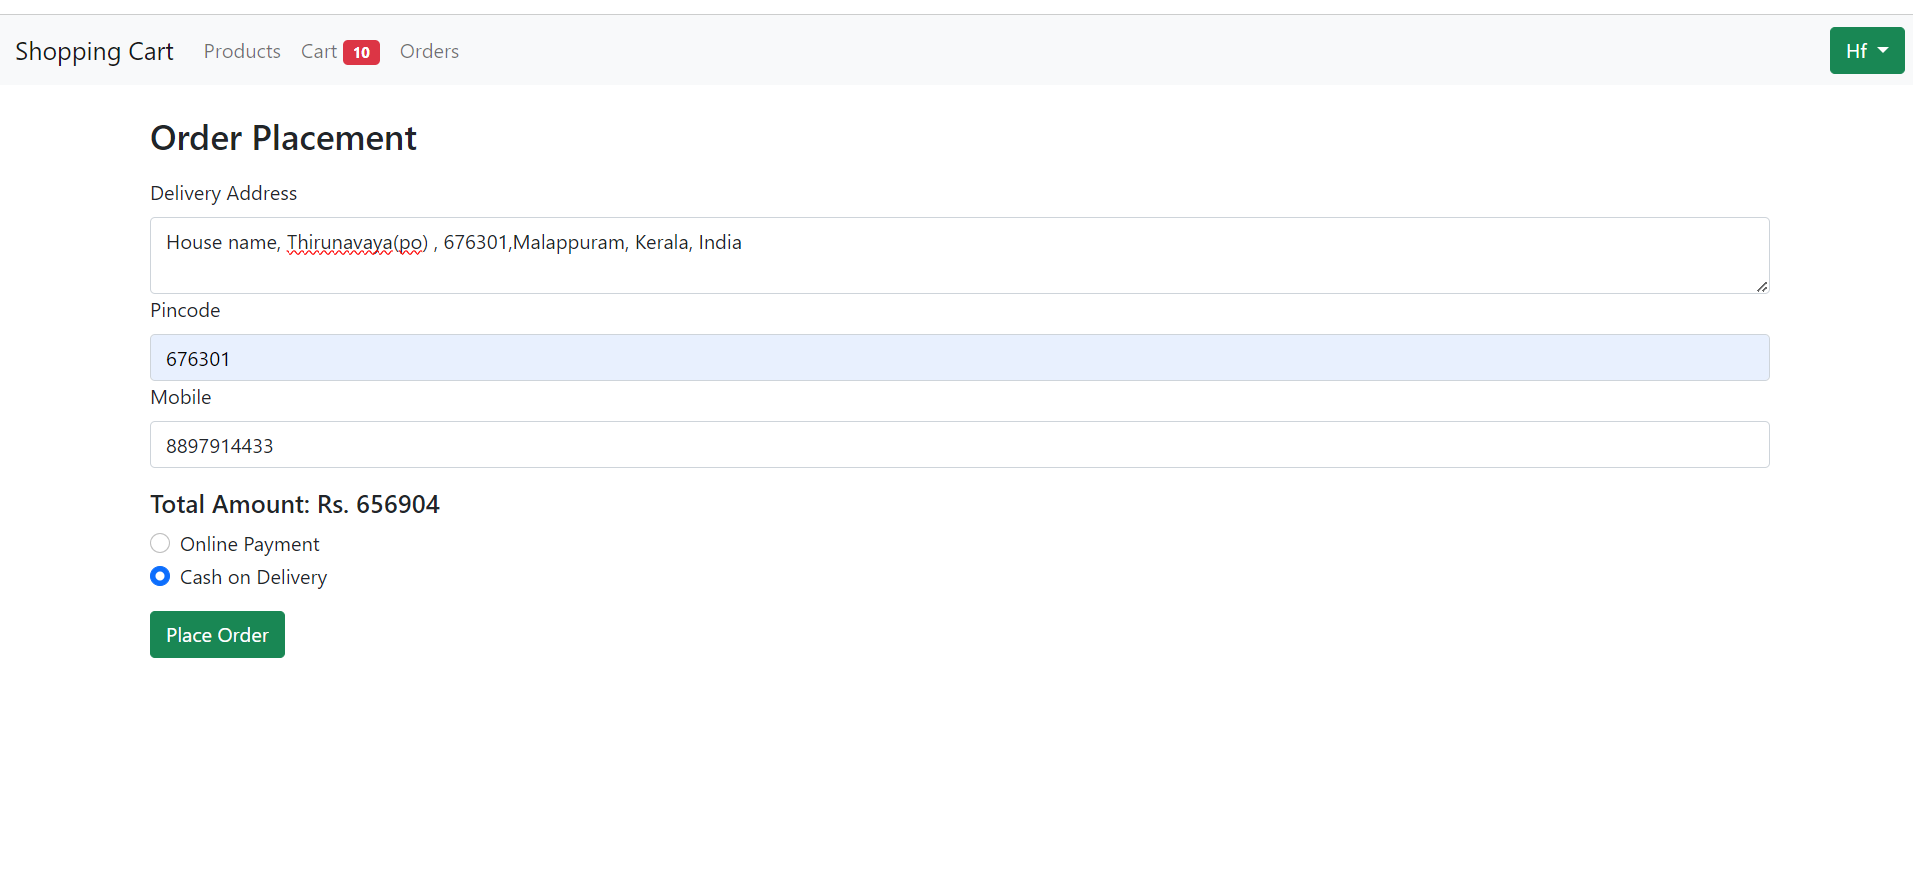 Shopping Cart Products Cart 10 Orders Hf
Order Placement
Delivery Address
House name, Thirunavaya(po) , 676301,Malappuram, Kerala, India
Pincode
676301
Mobile
8897914433
Total Amount: Rs. 656904
Online Payment
Cash on Delivery
Place Order